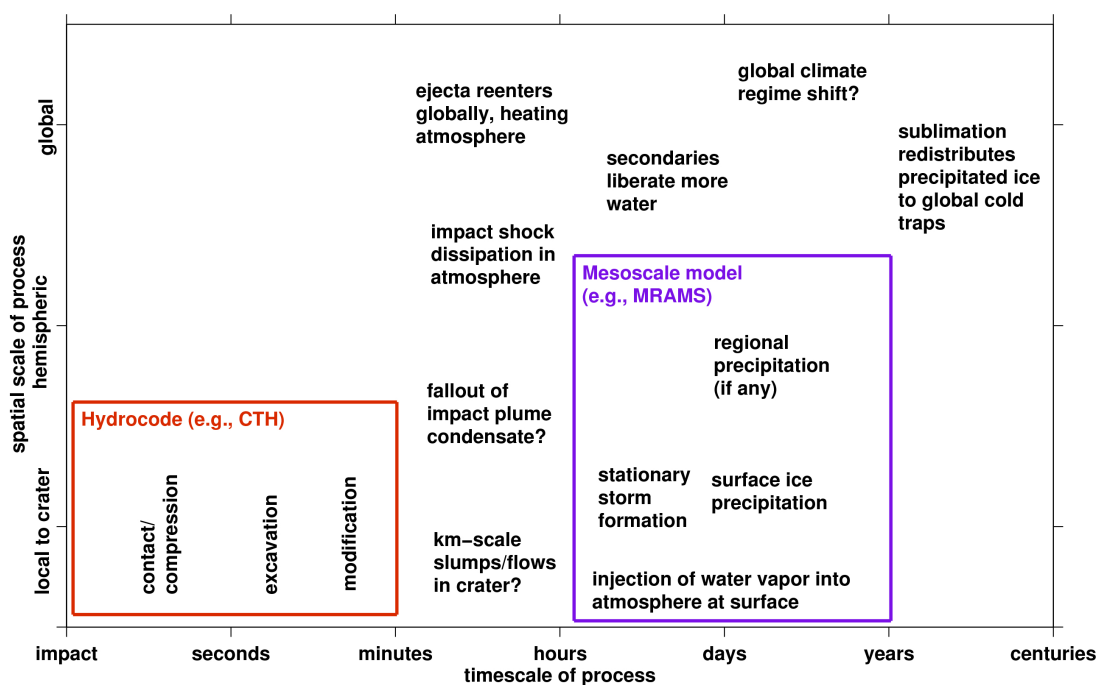 global climate
regime shift?
ejecta reenters
globally, heating
atmosphere
sublimation
redistributes
precipitated ice
to global cold
traps
secondaries
liberate more
water
impact shock
dissipation in
atmosphere
Mesoscale model
(e.g., MRAMS)
regional
precipitation
(if any)
fallout of
impact plume
condensate?
Hydrocode (e.g., CTH)
contact/
compression
excavation
modification
stationary
storm
formation
surface ice
precipitation
km−scale
slumps/flows
in crater?
injection of water vapor into
atmosphere at surface
spatial scale of process
global
hemispheric
local to crater
impact
seconds
minutes
hours
days
years
centuries
timescale of process